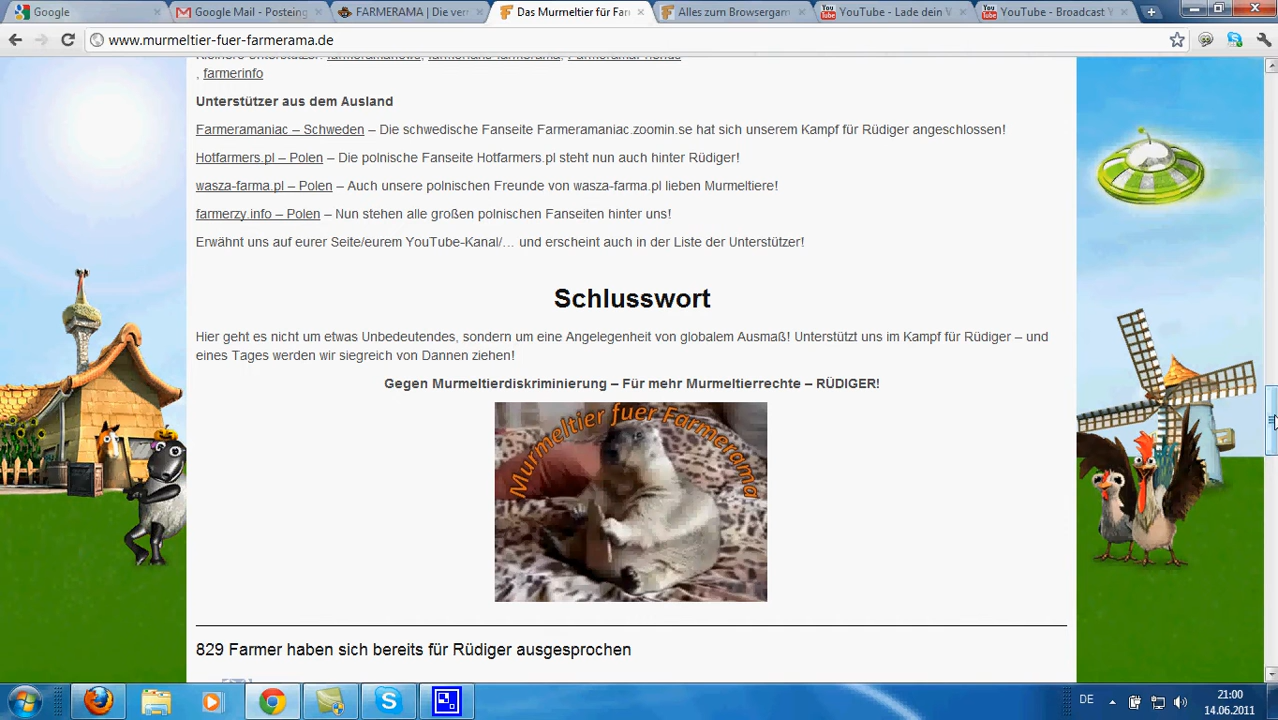 Google
Google Mail - Posteing
FARMERAMA | Die ver
Das Murmeltier für Far
Alles zum Browsergam
YouTube - Lade dein V
YouTube - Broadcast Y
www.murmeltier-fuer-farmerama.de
, farmerinfo
Unterstützer aus dem Ausland
Farmeramaniac – Schweden – Die schwedische Fanseite Farmeramaniac.zoomin.se hat sich unserem Kampf für Rüdiger angeschlossen!
Hotfarmers.pl – Polen – Die polnische Fanseite Hotfarmers.pl steht nun auch hinter Rüdiger!
wasza-farma.pl – Polen – Auch unsere polnischen Freunde von wasza-farma.pl lieben Murmeltiere!
farmerzy.info – Polen – Nun stehen alle großen polnischen Fanseiten hinter uns!
Erwähnt uns auf eurer Seite/eurem YouTube-Kanal/… und erscheint auch in der Liste der Unterstützer!
Schlusswort
Hier geht es nicht um etwas Unbedeutendes, sondern um eine Angelegenheit von globalem Ausmaß! Unterstützt uns im Kampf für Rüdiger – und
eines Tages werden wir siegreich von Dannen ziehen!
Gegen Murmeltierdiskriminierung – Für mehr Murmeltierrechte – RÜDIGER!
Murmeltier fuer Farmerama
829 Farmer haben sich bereits für Rüdiger ausgesprochen
DE
21:00
14.06.2011